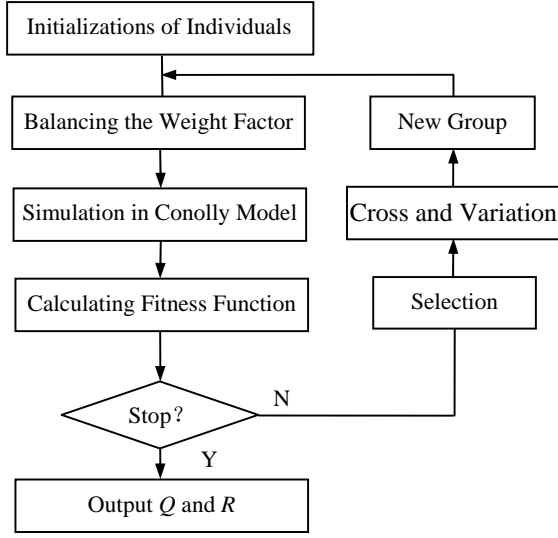 Initializations of Individuals
Balancing the Weight Factor
New Group
Simulation in Conolly Model
Cross and Variation
Calculating Fitness Function
Selection
Stop?
N
Y
Output Q and R